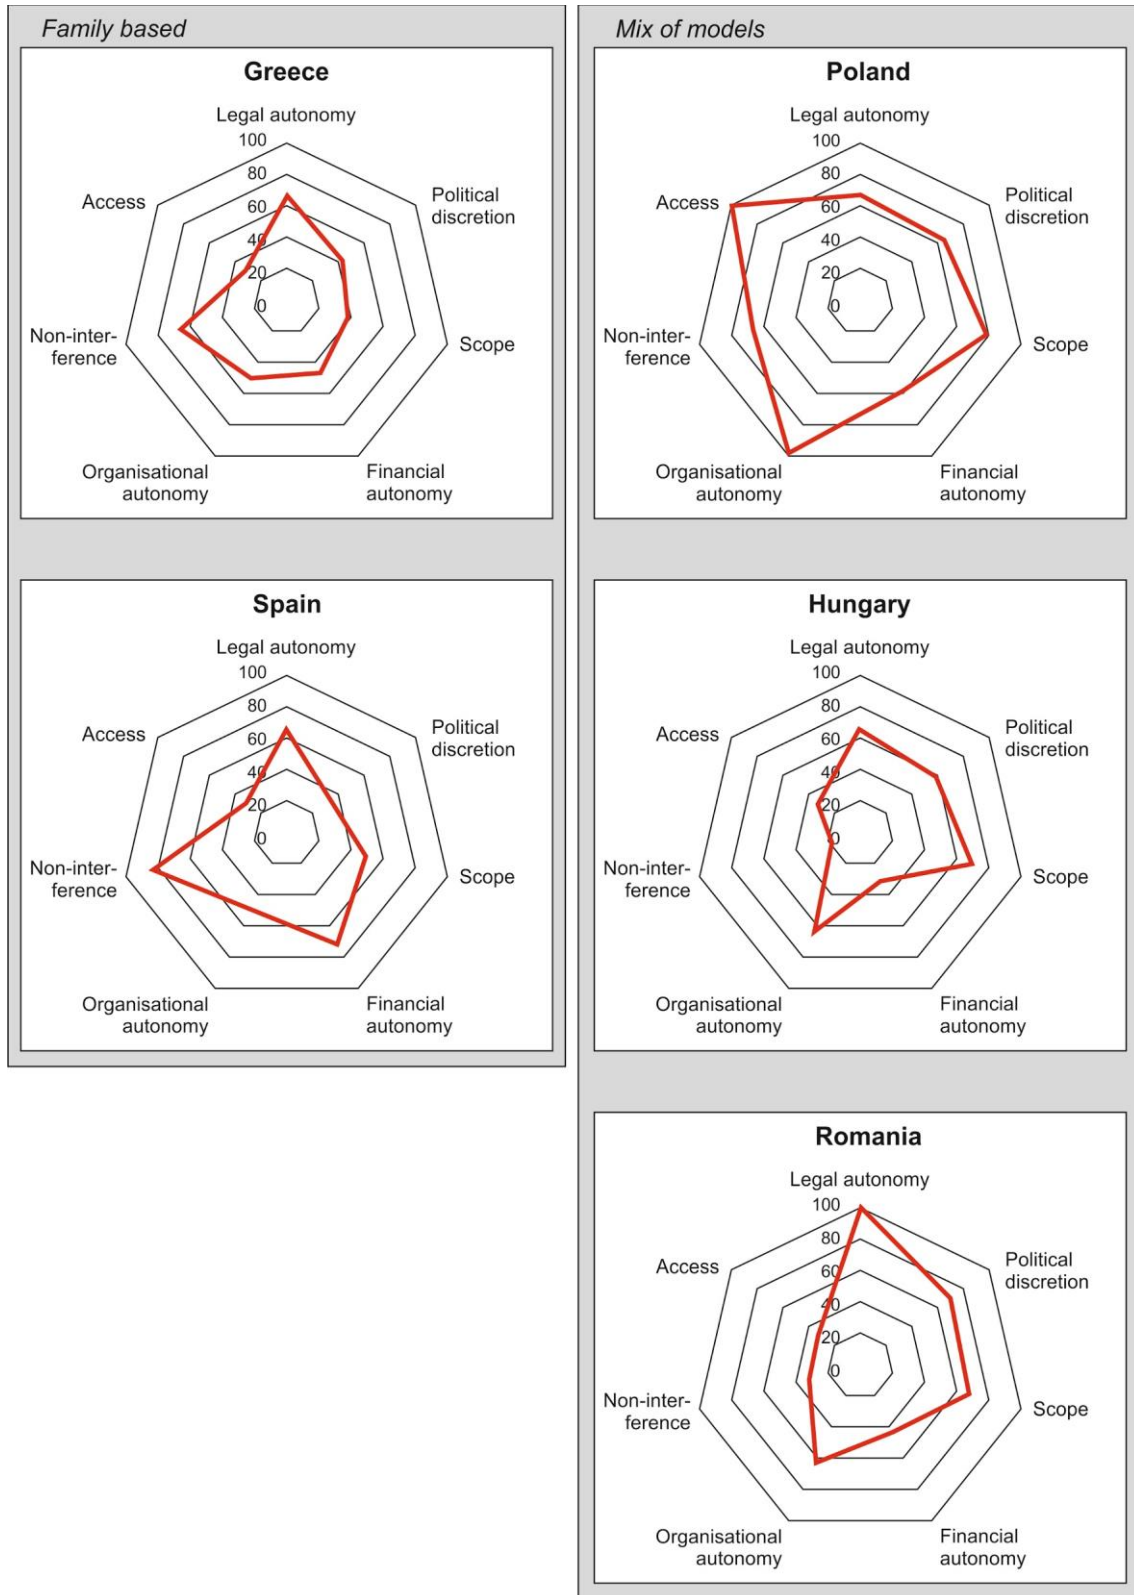 Family based
Greece
Legal autonomy
100
80
60
40
20
0
Political
discretion
Scope
Financial
autonomy
Organisational
autonomy
Non-inter-
ference
Access
Spain
Legal autonomy
100
80
60
40
20
0
Political
discretion
Scope
Financial
autonomy
Organisational
autonomy
Non-inter-
ference
Access
Mix of models
Poland
Legal autonomy
100
80
60
40
20
0
Political
discretion
Scope
Financial
autonomy
Organisational
autonomy
Non-inter-
ference
Access
Hungary
Legal autonomy
100
80
60
40
20
0
Political
discretion
Scope
Financial
autonomy
Organisational
autonomy
Non-inter-
ference
Access
Romania
Legal autonomy
100
80
60
40
20
0
Political
discretion
Scope
Financial
autonomy
Organisational
autonomy
Non-inter-
ference
Access